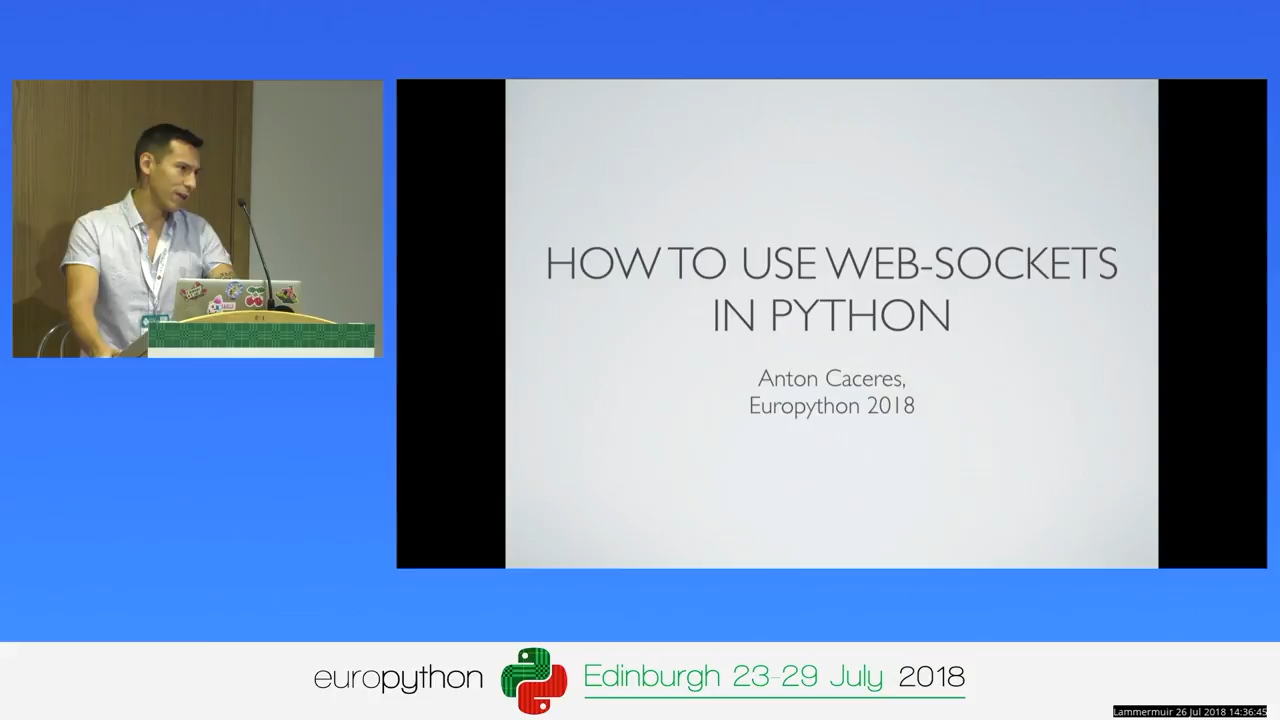 HOW TO USE WEB-SOCKETS
IN PYTHON
Anton Caceres,
Europython 2018
europython
Edinburgh 23-29 July 2018
Lammermuir 26 Jul 2018 14:36:45